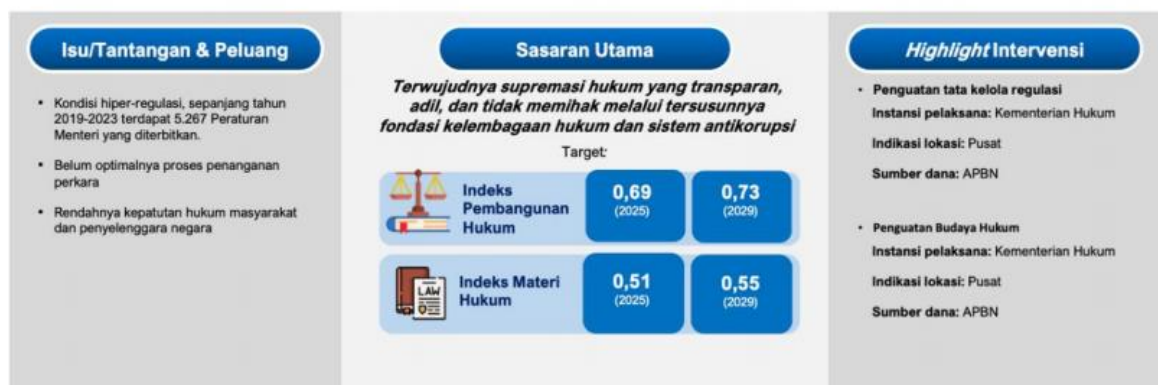 Isu/Tantangan & Peluang
• Kondisi hiper-regulasi, sepanjang tahun
2019-2023 terdapat 5.267 Peraturan
Menteri yang diterbitkan.
• Belum optimalnya proses penanganan
perkara
• Rendahnya kepatutan hukum masyarakat
dan penyelenggara negara
Sasaran Utama
Terwujudnya supremasi hukum yang transparan,
adil, dan tidak memihak melalui tersusunnya
fondasi kelembagaan hukum dan sistem antikorupsi
Target:
Indeks
Pembangunan
Hukum
0,69
(2025)
0,73
(2029)
LAW
Indeks Materi
Hukum
0,51
(2025)
0,55
(2029)
Highlight Intervensi
• Penguatan tata kelola regulasi
Instansi pelaksana: Kementerian Hukum
Indikasi lokasi: Pusat
Sumber dana: APBN
• Penguatan Budaya Hukum
Instansi pelaksana: Kementerian Hukum
Indikasi lokasi: Pusat
Sumber dana: APBN